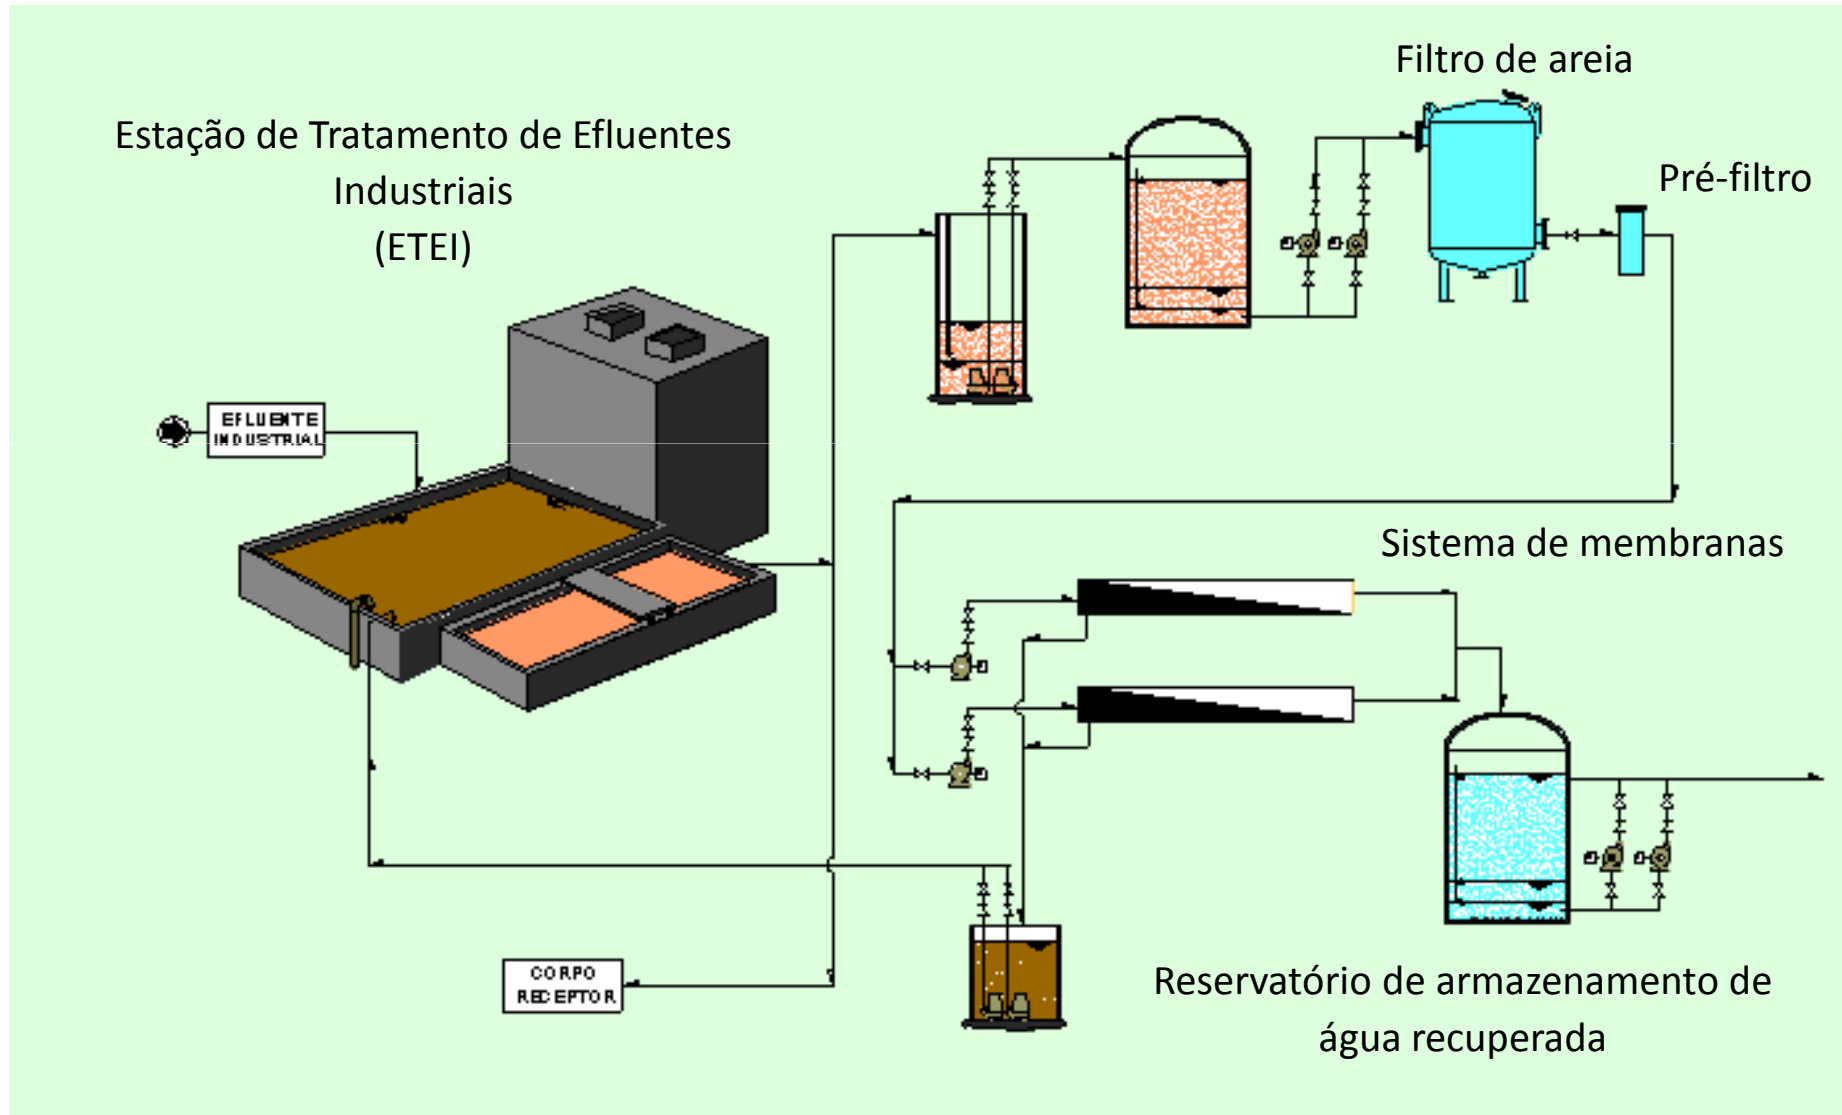 Filtro de areia
Estação de Tratamento de Efluentes
Industriais
(ETEI)
Pré-filtro
EFLUENTE
INDUSTRIAL
Sistema de membranas
CORPO
RECEPTOR
Reservatório de armazenamento de
água recuperada